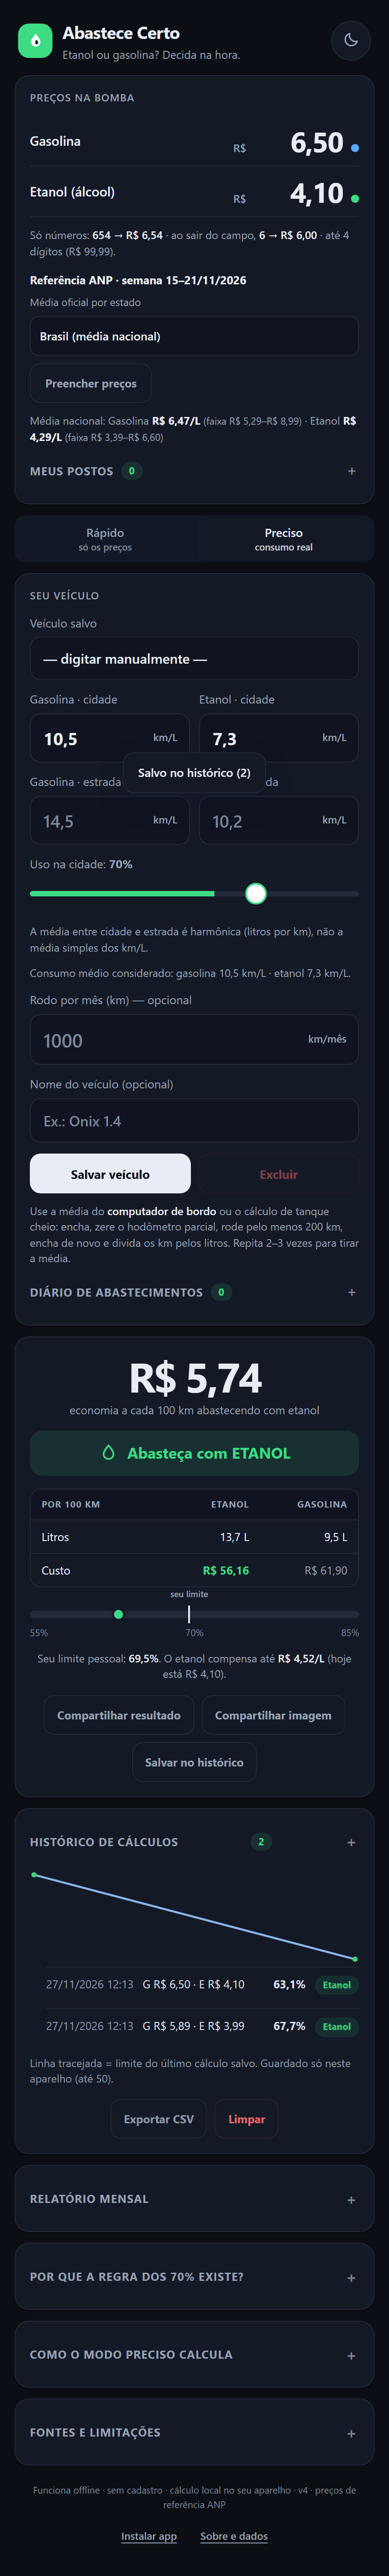 Abastece Certo
Etanol ou gasolina? Decida na hora.
PREÇOS NA BOMBA
Gasolina R$ 6,50
Etanol (álcool) R$ 4,10
Só números: 654 → R$ 6,54 · ao sair do campo, 6 → R$ 6,00 · até 4
dígitos (R$ 99,99).
Referência ANP · semana 15–21/11/2026
Média oficial por estado
Brasil (média nacional)
Preencher preços
Média nacional: Gasolina R$ 6,47/L (faixa R$ 5,29–R$ 8,99) · Etanol R$
4,29/L (faixa R$ 3,39–R$ 6,60)
MEUS POSTOS 0 +
Rápido
só os preços
Preciso
consumo real
SEU VEÍCULO
Veículo salvo
— digitar manualmente —
Gasolina · cidade
10,5 km/L
Etanol · cidade
7,3 km/L
Salvo no histórico (2)
Gasolina · estrada
14,5 km/L
da
10,2 km/L
Uso na cidade: 70%
A média entre cidade e estrada é harmônica (litros por km), não a
média simples dos km/L.
Consumo médio considerado: gasolina 10,5 km/L · etanol 7,3 km/L.
Rodo por mês (km) — opcional
1000 km/mês
Nome do veículo (opcional)
Ex.: Onix 1.4
Salvar veículo Excluir
Use a média do computador de bordo ou o cálculo de tanque
cheio: encha, zere o hodômetro parcial, rode pelo menos 200 km,
encha de novo e divida os km pelos litros. Repita 2–3 vezes para tirar
a média.
DIÁRIO DE ABASTECIMENTOS 0 +
R$ 5,74
economia a cada 100 km abastecendo com etanol
Abasteça com ETANOL
POR 100 KM ETANOL GASOLINA
Litros 13,7 L 9,5 L
Custo R$ 56,16 R$ 61,90
seu limite
55% 70% 85%
Seu limite pessoal: 69,5%. O etanol compensa até R$ 4,52/L (hoje
está R$ 4,10).
Compartilhar resultado Compartilhar imagem
Salvar no histórico
HISTÓRICO DE CÁLCULOS 2 +
27/11/2026 12:13 G R$ 6,50 · E R$ 4,10 63,1% Etanol
27/11/2026 12:13 G R$ 5,89 · E R$ 3,99 67,7% Etanol
Linha tracejada = limite do último cálculo salvo. Guardado só neste
aparelho (até 50).
Exportar CSV Limpar
RELATÓRIO MENSAL +
POR QUE A REGRA DOS 70% EXISTE? +
COMO O MODO PRECISO CALCULA +
FONTES E LIMITAÇÕES +
Funciona offline · sem cadastro · cálculo local no seu aparelho · v4 · preços de
referência ANP
Instalar app Sobre e dados